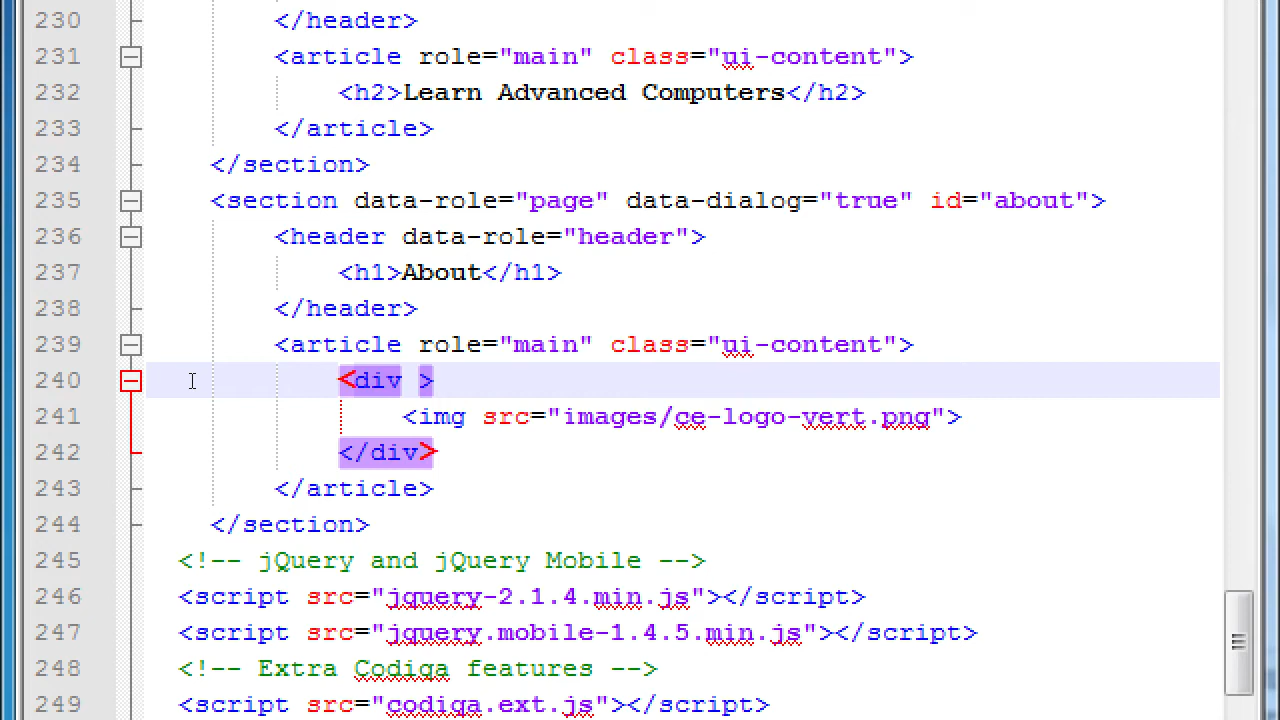 230 </header>
231 <article role="main" class="ui-content">
232 <h2>Learn Advanced Computers</h2>
233 </article>
234 </section>
235 <section data-role="page" data-dialog="true" id="about">
236 <header data-role="header">
237 <h1>About</h1>
238 </header>
239 <article role="main" class="ui-content">
240 <div >
241 <img src="images/ce-logo-vert.png">
242 </div>
243 </article>
244 </section>
245 <!-- jQuery and jQuery Mobile -->
246 <script src="jquery-2.1.4.min.js"></script>
247 <script src="jquery.mobile-1.4.5.min.js"></script>
248 <!-- Extra Codiqa features -->
249 <script src="codiqa.ext.js"></script>